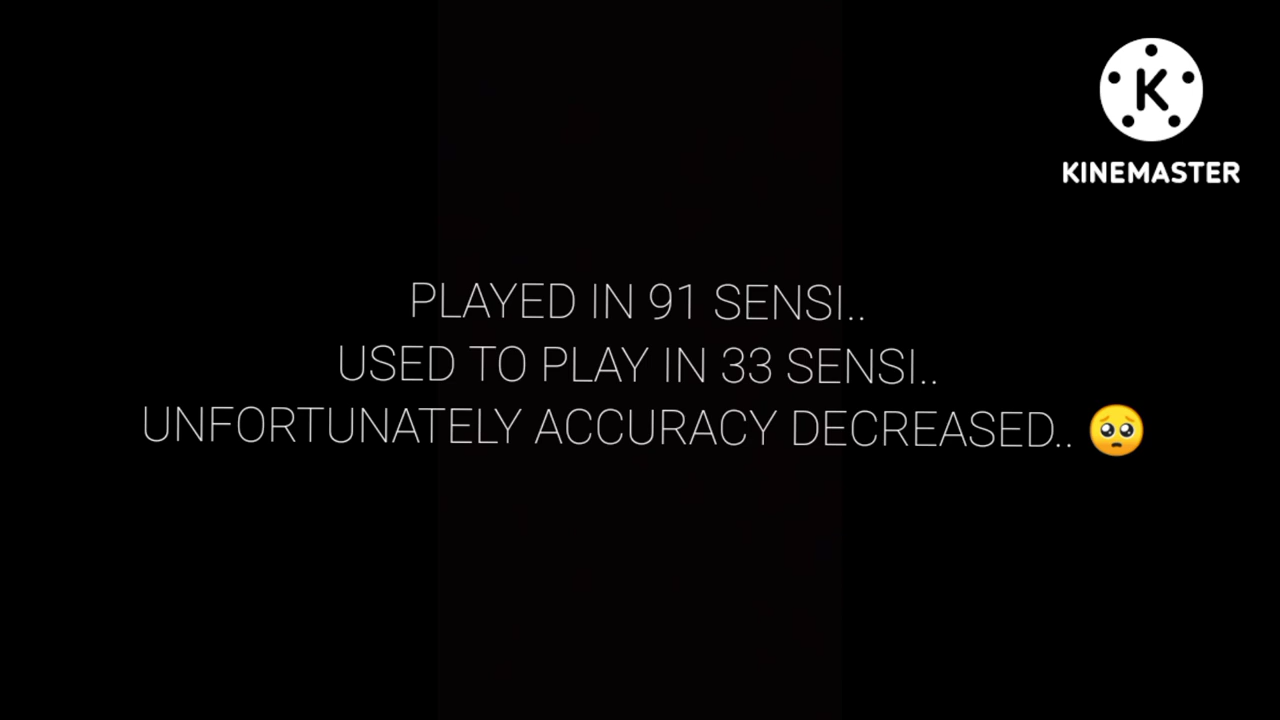 K
KINEMASTER
PLAYED IN 91 SENSI..
USED TO PLAY IN 33 SENSI..
UNFORTUNATELY ACCURACY DECREASED.. 🥺